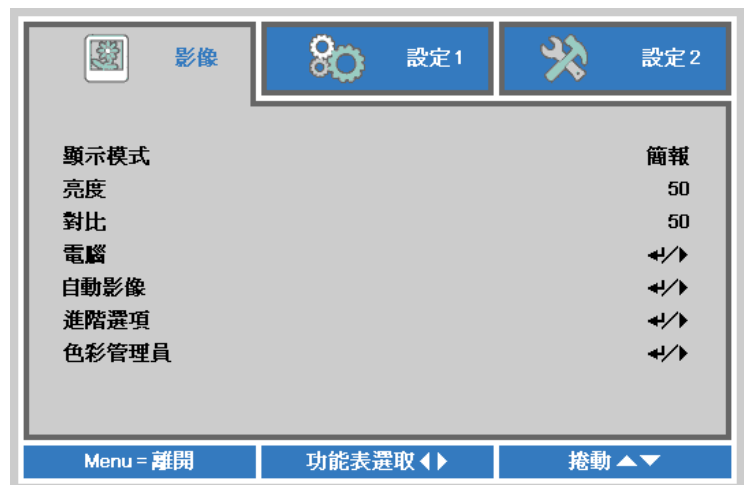 影像 設定1 設定2
顯示模式 簡報
亮度 50
對比 50
電腦 ↵/▶
自動影像 ↵/▶
進階選項 ↵/▶
色彩管理員 ↵/▶
Menu = 離開 功能表選取 ◀▶ 捲動 ▲▼